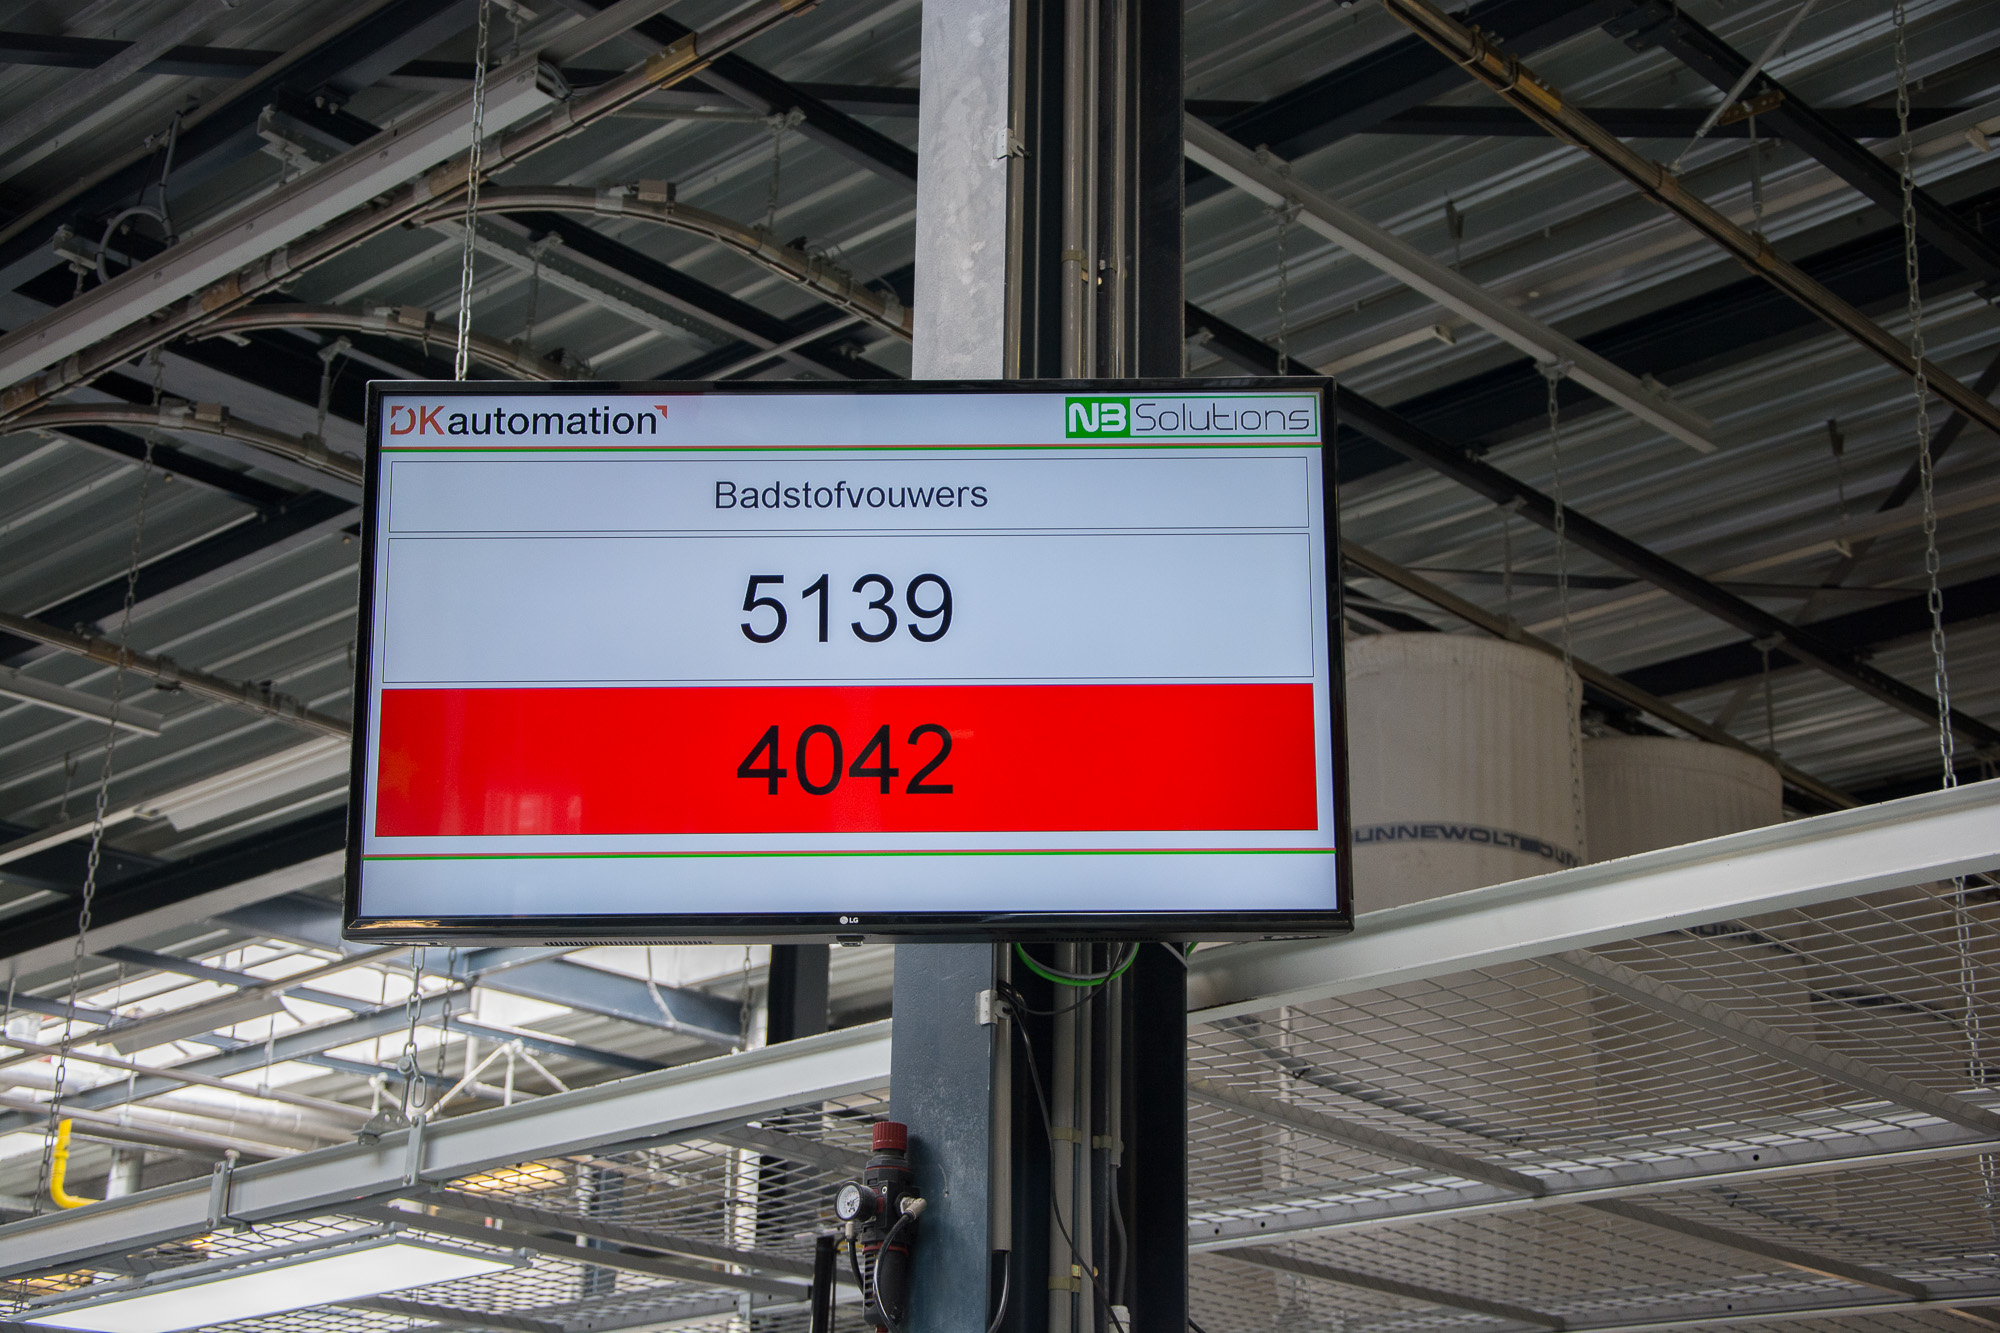 DKautomation
NB Solutions
Badstofvouwers
5139
4042
LG